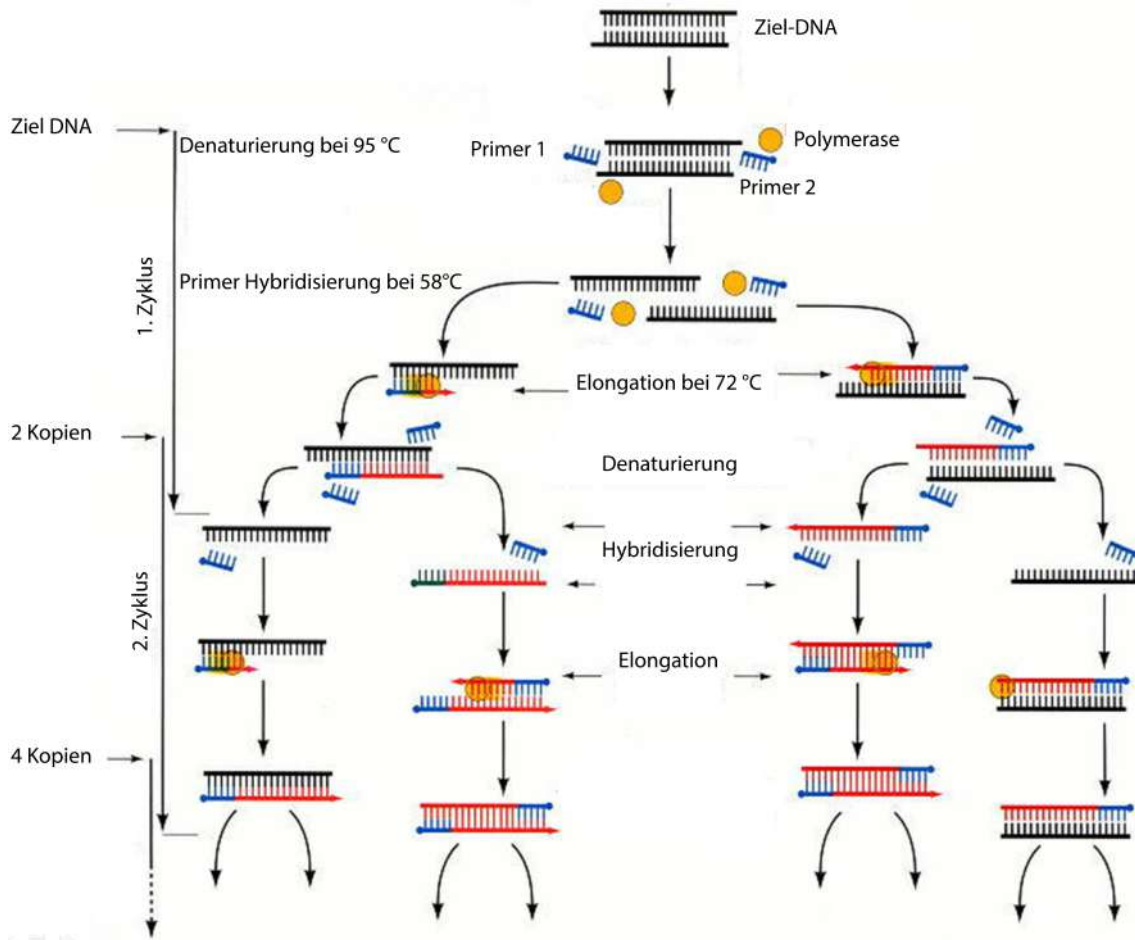 Ziel-DNA
Ziel DNA
Denaturierung bei 95 °C
Primer 1
Polymerase
Primer 2
Primer Hybridisierung bei 58°C
1. Zyklus
Elongation bei 72 °C
2 Kopien
Denaturierung
Hybridisierung
2. Zyklus
Elongation
4 Kopien